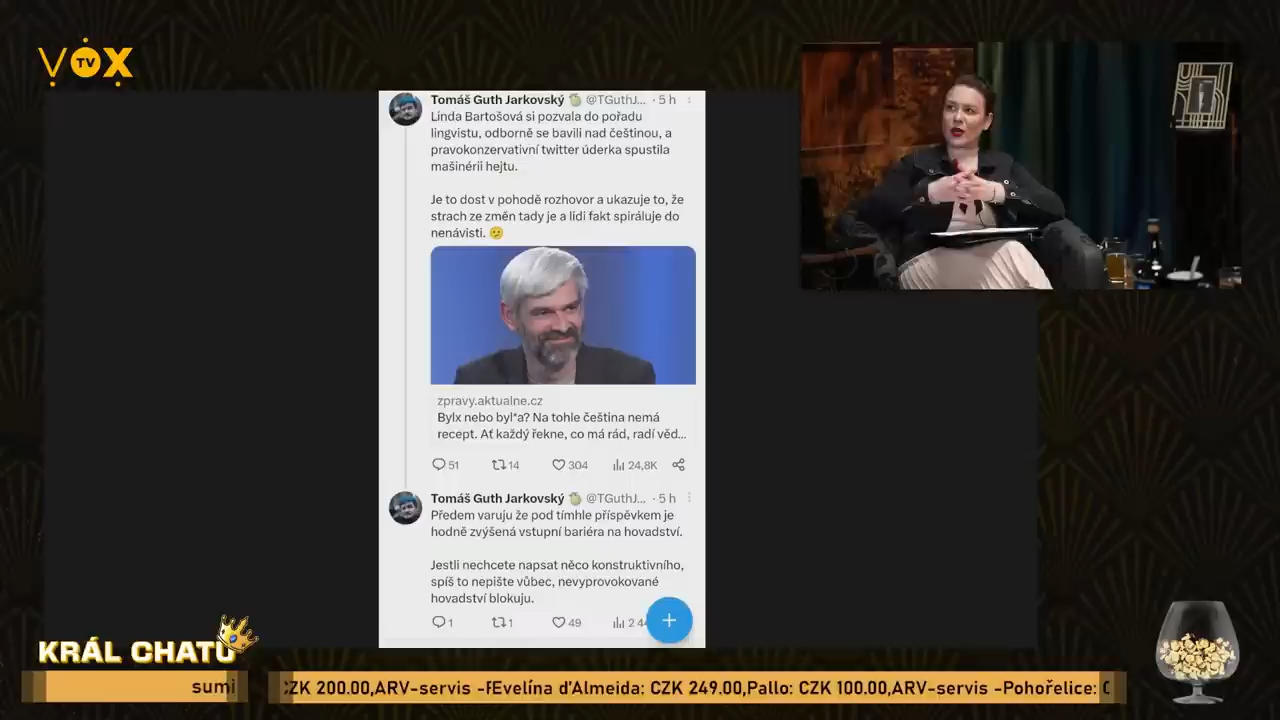 VOX
TV
Tomáš Guth Jarkovský @TGuthJ... · 5 h
Linda Bartošová si pozvala do pořadu
lingvistu, odborně se bavili nad češtinou, a
pravokonzervativní twitter úderka spustila
mašinérii hejtu.
Je to dost v pohodě rozhovor a ukazuje to, že
strach ze změn tady je a lidi fakt spiráluje do
nenávisti.
zpravy.aktualne.cz
Bylx nebo byl*a? Na tohle čeština nemá
recept. Ať každý řekne, co má rád, radí věd...
51 14 304 24,8K
Tomáš Guth Jarkovský @TGuthJ... · 5 h
Předem varuju že pod tímhle příspěvkem je
hodně zvýšená vstupní bariéra na hovadství.
Jestli nechcete napsat něco konstruktivního,
spíš to nepište vůbec, nevyprovokované
hovadství blokuju.
1 1 49
KRÁL CHATU
sumi
CZK 200.00,ARV-servis -fEvelína d'Almeida: CZK 249.00,Pallo: CZK 100.00,ARV-servis -Pohořelice: